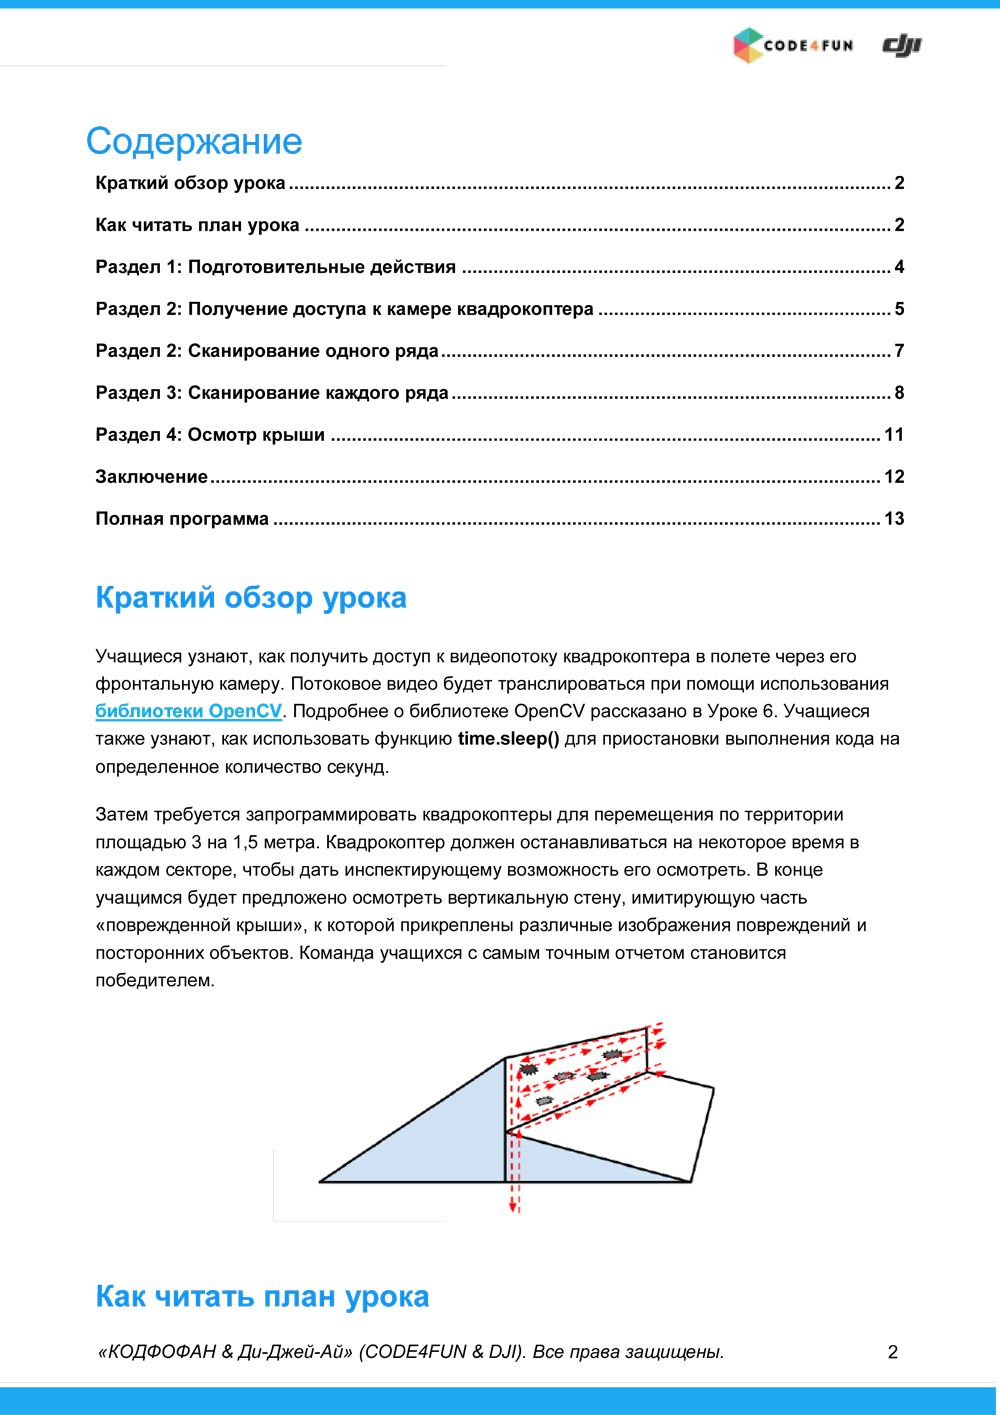 CODE4FUN dji
Содержание
Краткий обзор урока ........ 2
Как читать план урока ........ 2
Раздел 1: Подготовительные действия ........ 4
Раздел 2: Получение доступа к камере квадрокоптера ........ 5
Раздел 2: Сканирование одного ряда ........ 7
Раздел 3: Сканирование каждого ряда ........ 8
Раздел 4: Осмотр крыши ........ 11
Заключение ........ 12
Полная программа ........ 13
Краткий обзор урока
Учащиеся узнают, как получить доступ к видеопотоку квадрокоптера в полете через его
фронтальную камеру. Потоковое видео будет транслироваться при помощи использования
библиотеки OpenCV. Подробнее о библиотеке OpenCV рассказано в Уроке 6. Учащиеся
также узнают, как использовать функцию time.sleep() для приостановки выполнения кода на
определенное количество секунд.
Затем требуется запрограммировать квадрокоптеры для перемещения по территории
площадью 3 на 1,5 метра. Квадрокоптер должен останавливаться на некоторое время в
каждом секторе, чтобы дать инспектирующему возможность его осмотреть. В конце
учащимся будет предложено осмотреть вертикальную стену, имитирующую часть
«поврежденной крыши», к которой прикреплены различные изображения повреждений и
посторонних объектов. Команда учащихся с самым точным отчетом становится
победителем.
Как читать план урока
«КОДФОФАН & Ди-Джей-Ай» (CODE4FUN & DJI). Все права защищены. 2